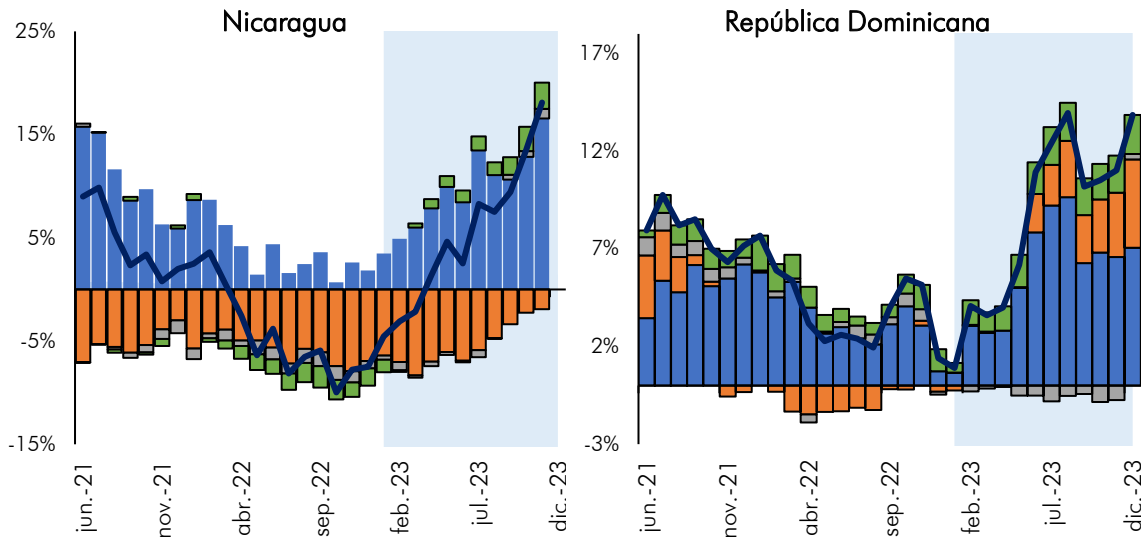 Nicaragua
25%
15%
5%
-5%
-15%
jun.-21
nov.-21
abr.-22
sep.-22
feb.-23
jul.-23
dic.-23
República Dominicana
17%
12%
7%
2%
-3%
jun.-21
nov.-21
abr.-22
sep.-22
feb.-23
jul.-23
dic.-23